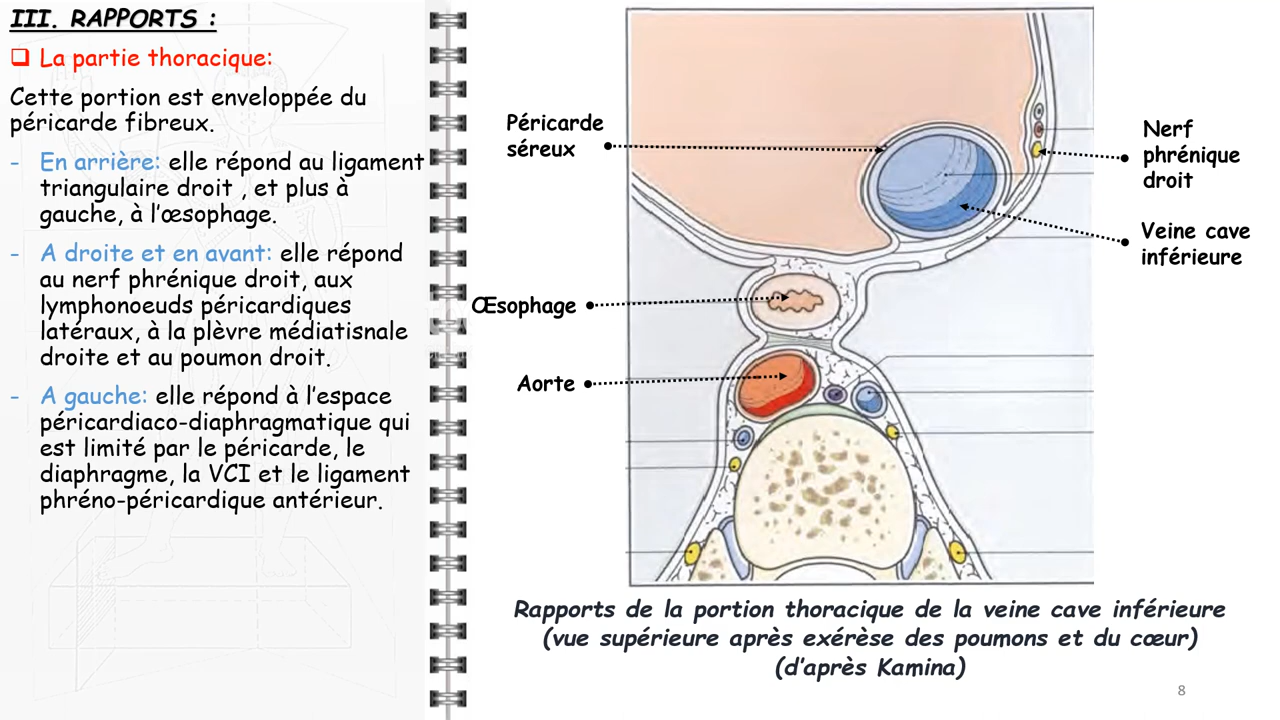 III. RAPPORTS :
❑ La partie thoracique:
Cette portion est enveloppée du
péricarde fibreux.
- En arrière: elle répond au ligament
triangulaire droit , et plus à
gauche, à l'œsophage.
- A droite et en avant: elle répond
au nerf phrénique droit, aux
lymphonoeuds péricardiques
latéraux, à la plèvre médiatisnale
droite et au poumon droit.
- A gauche: elle répond à l'espace
péricardiaco-diaphragmatique qui
est limité par le péricarde, le
diaphragme, la VCI et le ligament
phréno-péricardique antérieur.
Péricarde
séreux
Nerf
phrénique
droit
Veine cave
inférieure
Œsophage
Aorte
Rapports de la portion thoracique de la veine cave inférieure
(vue supérieure après exérèse des poumons et du cœur)
(d'après Kamina)
8